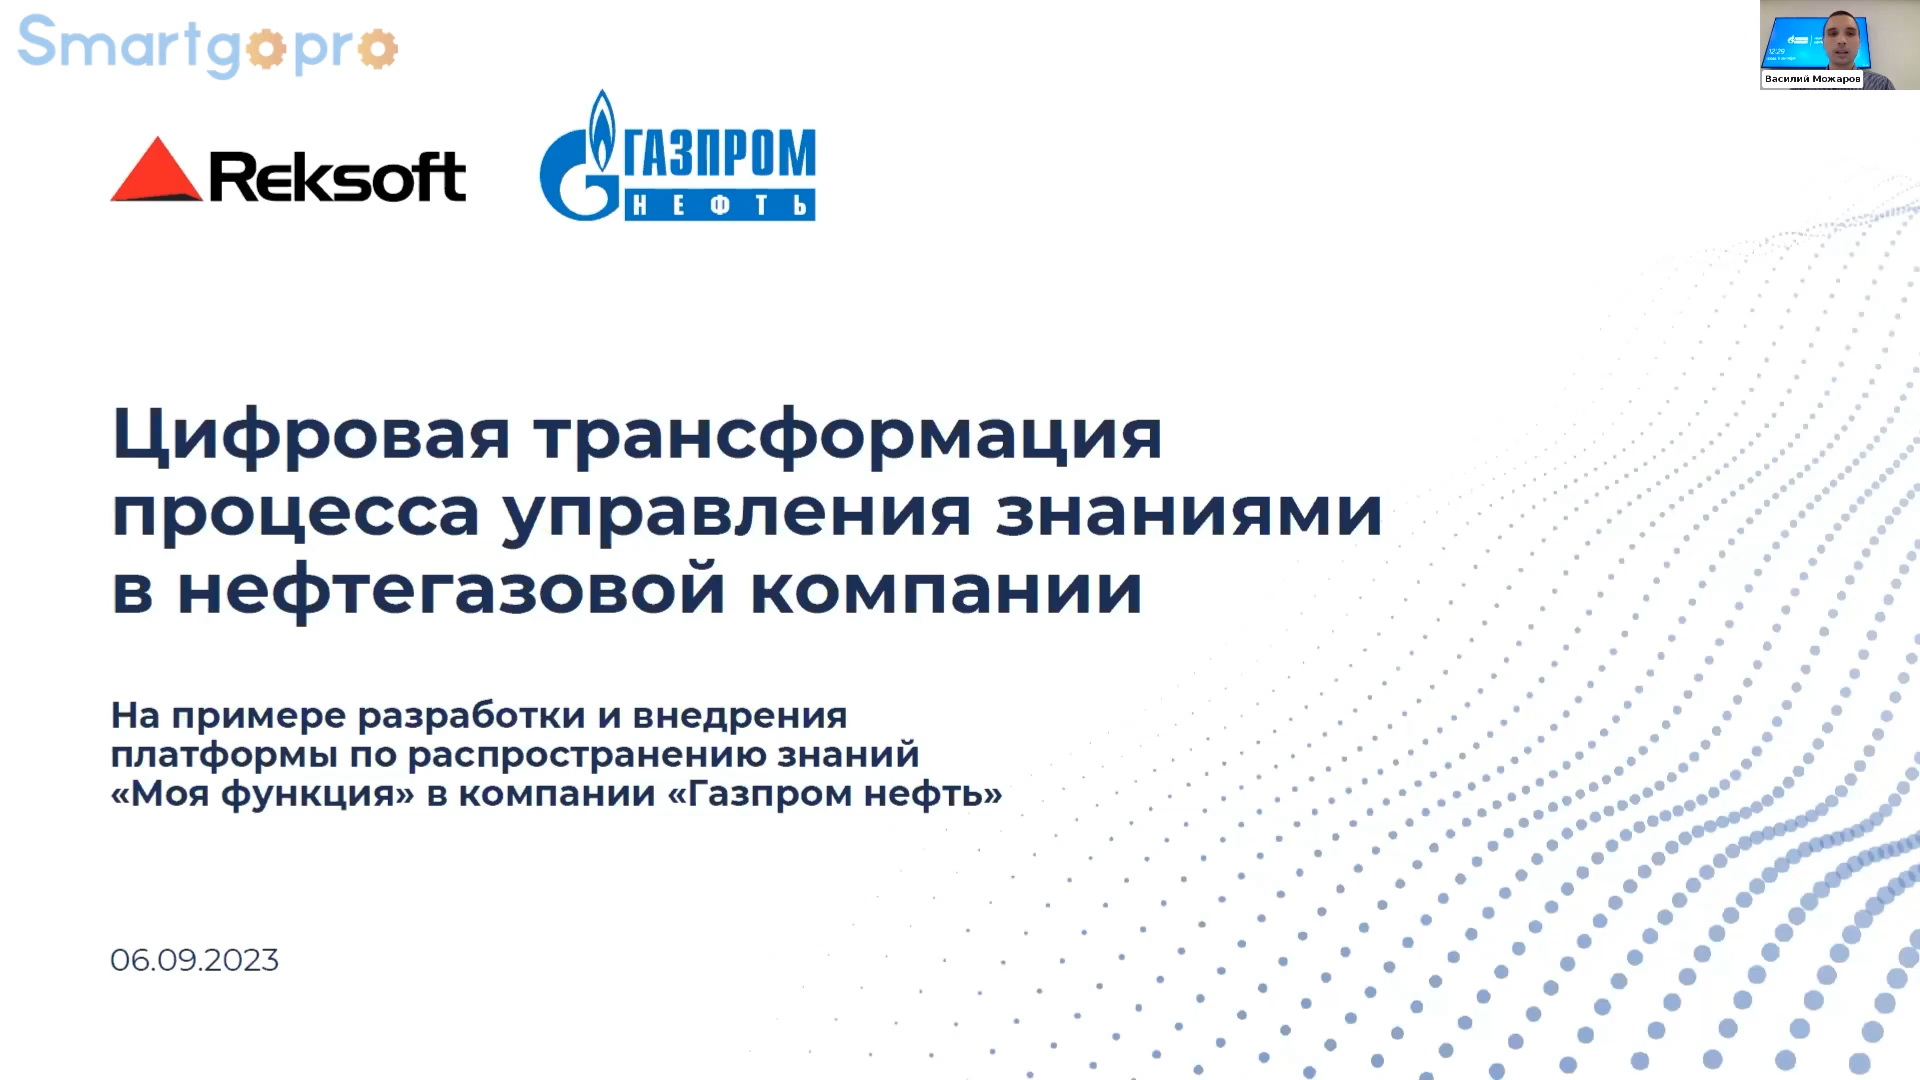 Smartgopro
Василий Можаров
Reksoft
ГАЗПРОМ
НЕФТЬ
Цифровая трансформация
процесса управления знаниями
в нефтегазовой компании
На примере разработки и внедрения
платформы по распространению знаний
«Моя функция» в компании «Газпром нефть»
06.09.2023